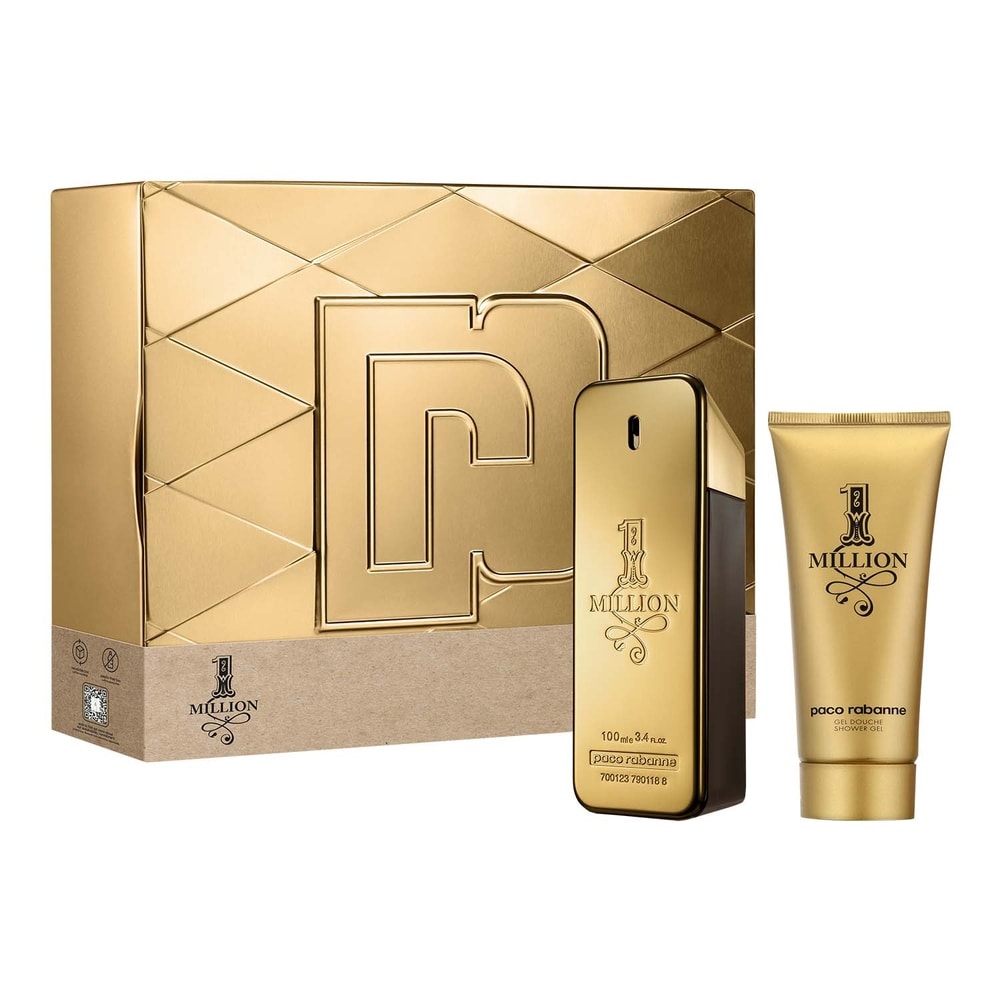 1
MILLION
1
MILLION
100 ml e 3.4 FL.OZ.
paco rabanne
700123 790118 8
1
MILLION
paco rabanne
GEL DOUCHE
SHOWER GEL